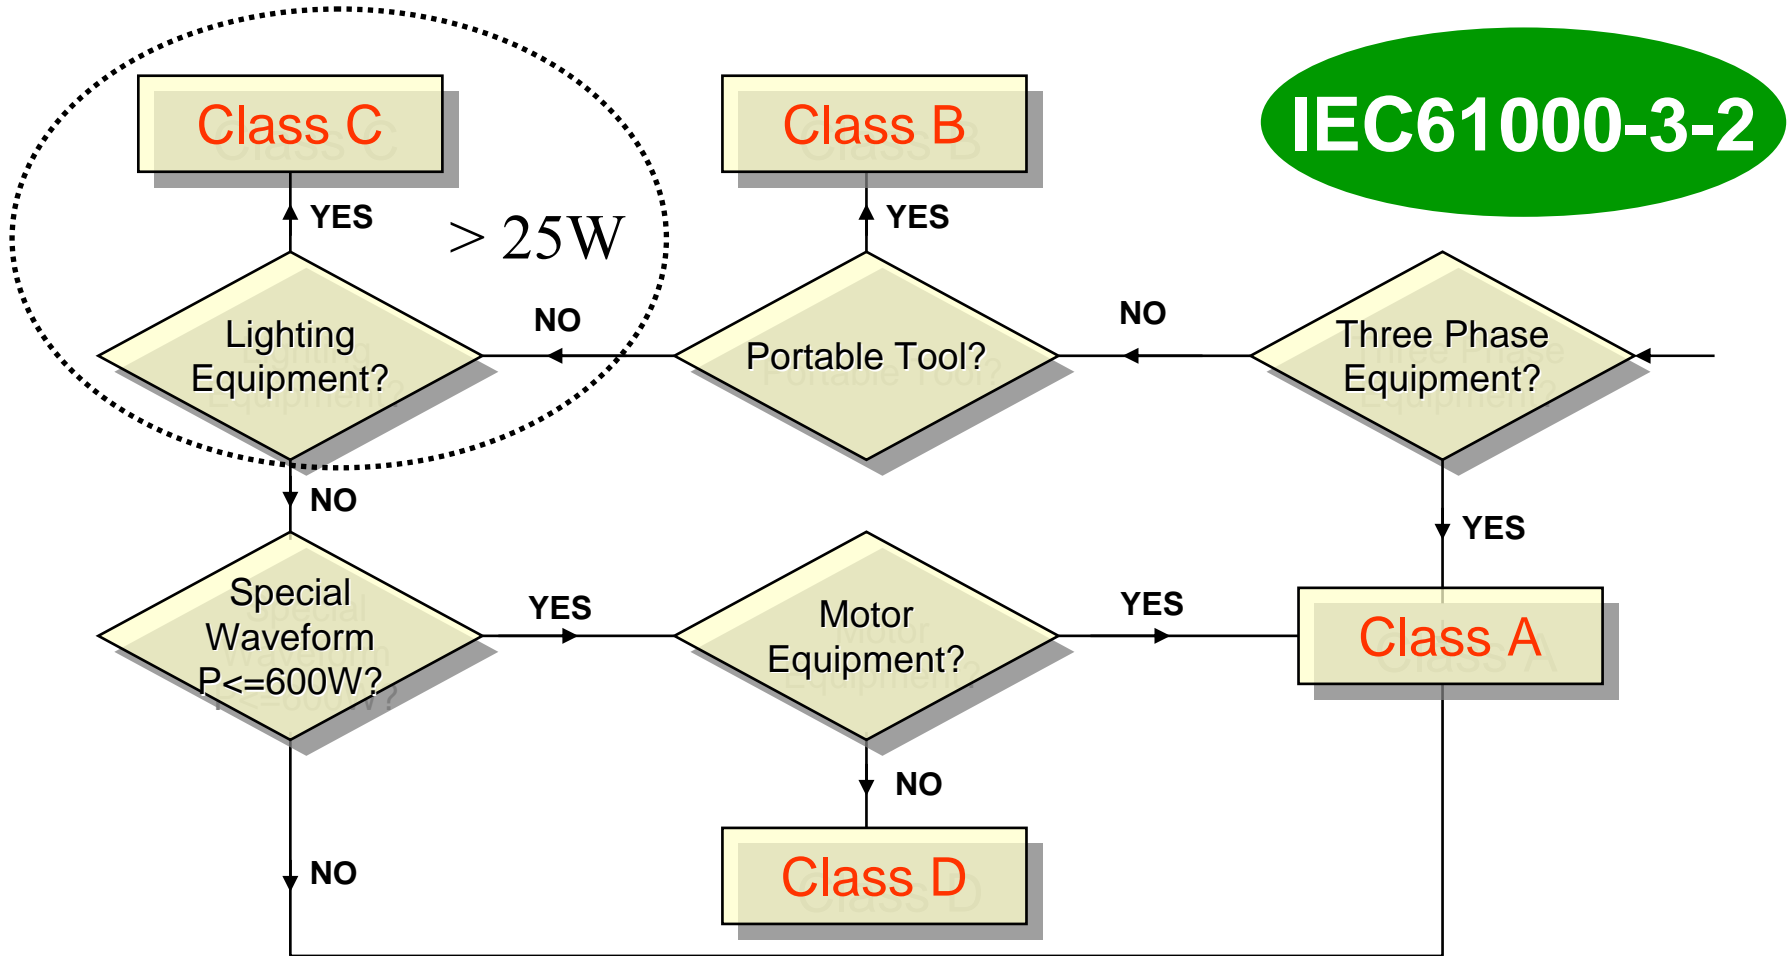 Class C
Class B
IEC61000-3-2
YES
> 25W
YES
Lighting
Equipment?
NO
Portable Tool?
NO
Three Phase
Equipment?
NO
YES
Special
Waveform
P<=600W?
YES
Motor
Equipment?
YES
Class A
NO
NO
Class D